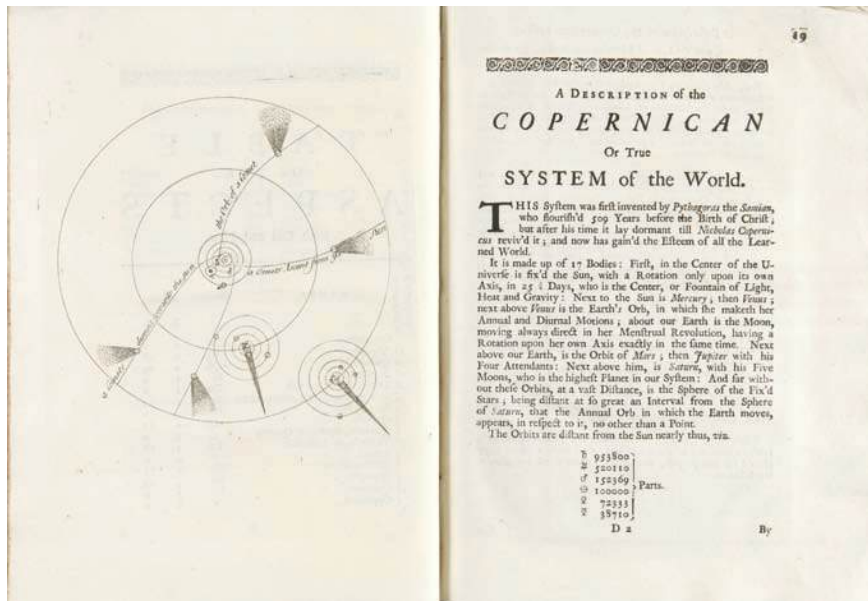 the Orb of a Comet
a Comet bound from
a Comet
19
A DESCRIPTION of the
COPERNICAN
Or True
SYSTEM of the World.
THIS Syſtem was firſt invented by Pythagoras the Samian,
who flouriſh'd 509 Years before the Birth of Chriſt;
but after his time it lay dormant till Nicholas Coperni-
cus reviv'd it; and now has gain'd the Eſteem of all the Lear-
ned World.
It is made up of 17 Bodies: Firſt, in the Center of the U-
niverſe is fix'd the Sun, with a Rotation only upon its own
Axis, in 25 ¼ Days, who is the Center, or Fountain of Light,
Heat and Gravity: Next to the Sun is Mercury; then Venus;
next above Venus is the Earth's Orb, in which ſhe maketh her
Annual and Diurnal Motions; about our Earth is the Moon,
moving always direct in her Menſtrual Revolution, having a
Rotation upon her own Axis exactly in the ſame time. Next
above our Earth, is the Orbit of Mars; then Jupiter with his
Four Attendants: Next above him, is Saturn, with his Five
Moons, who is the higheſt Planet in our Syſtem: And far with-
out theſe Orbits, at a vaſt Diſtance, is the Sphere of the Fix'd
Stars; being diſtant at ſo great an Interval from the Sphere
of Saturn, that the Annual Orb in which the Earth moves,
appears, in reſpect to it, no other than a Point.
The Orbits are diſtant from the Sun nearly thus, viz.
♄ 953800
♃ 520110
♂ 152369
100000 Parts.
♀ 72333
☿ 38710
D 2 By